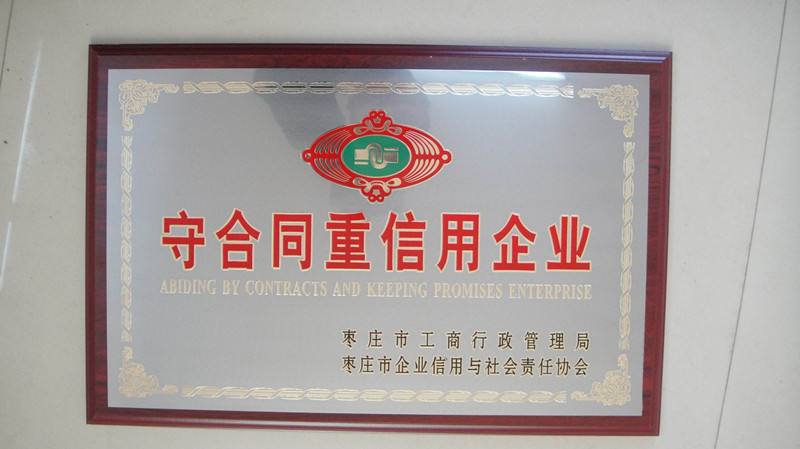 守合同重信用企业
ABIDING BY CONTRACTS AND KEEPING PROMISES ENTERPRISE
枣庄市工商行政管理局
枣庄市企业信用与社会责任协会